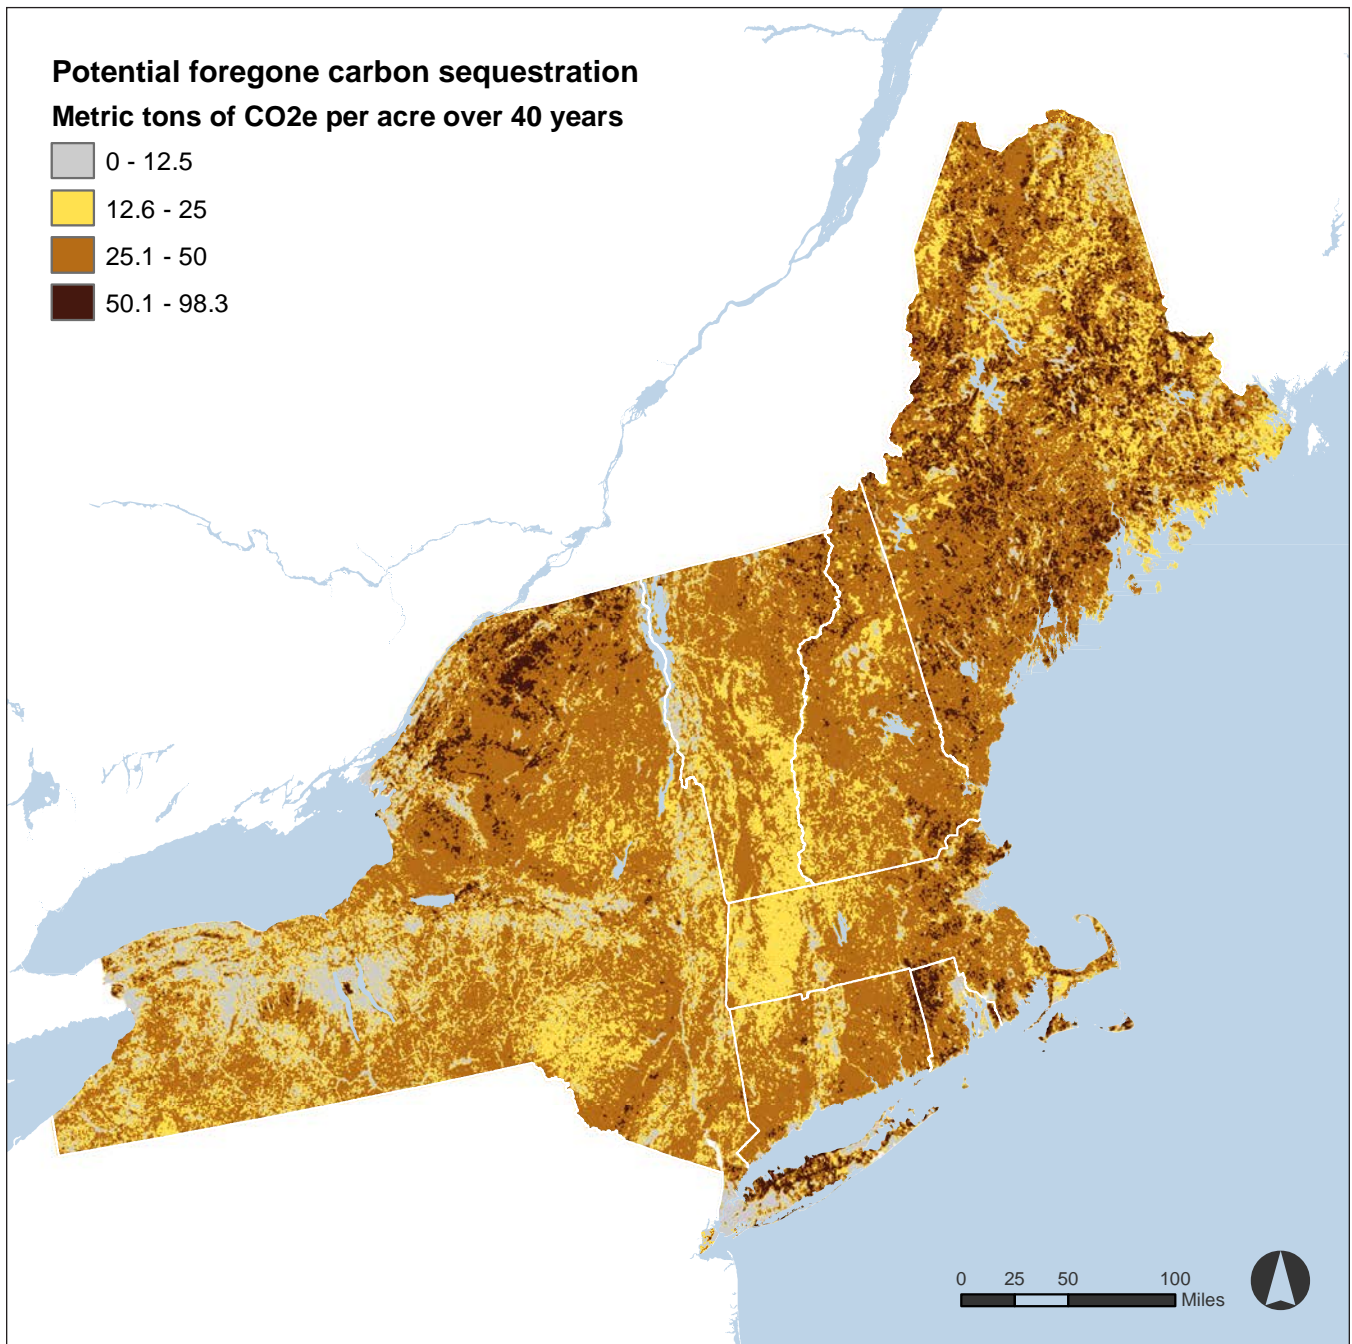 Potential foregone carbon sequestration
Metric tons of CO2e per acre over 40 years
0 - 12.5
12.6 - 25
25.1 - 50
50.1 - 98.3
0 25 50 100
Miles